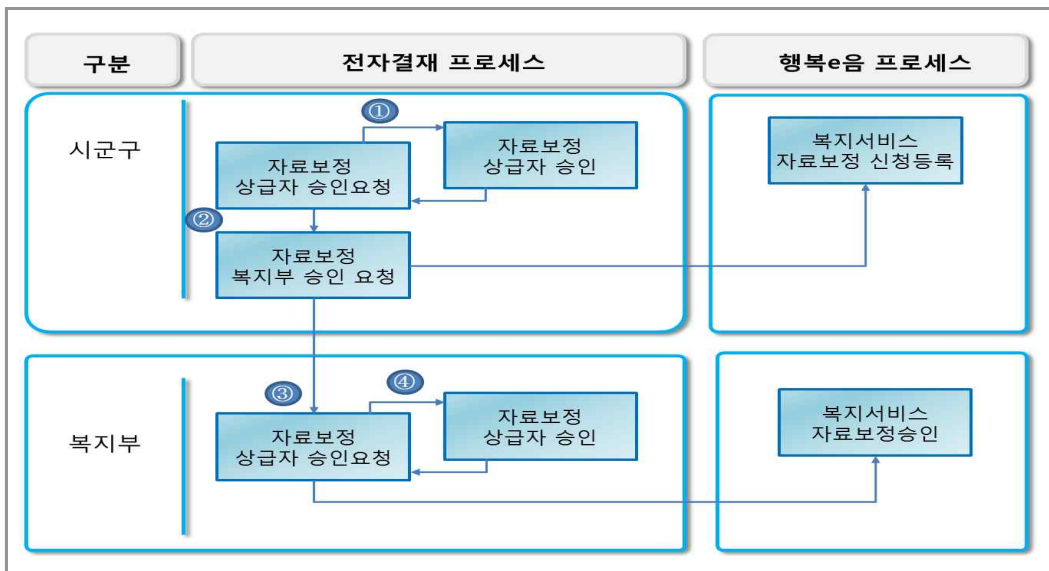 구분
전자결재 프로세스
행복e음 프로세스
시군구
①
자료보정
상급자 승인요청
자료보정
상급자 승인
복지서비스
자료보정 신청등록
②
자료보정
복지부 승인 요청
복지부
③
④
자료보정
상급자 승인요청
자료보정
상급자 승인
복지서비스
자료보정승인